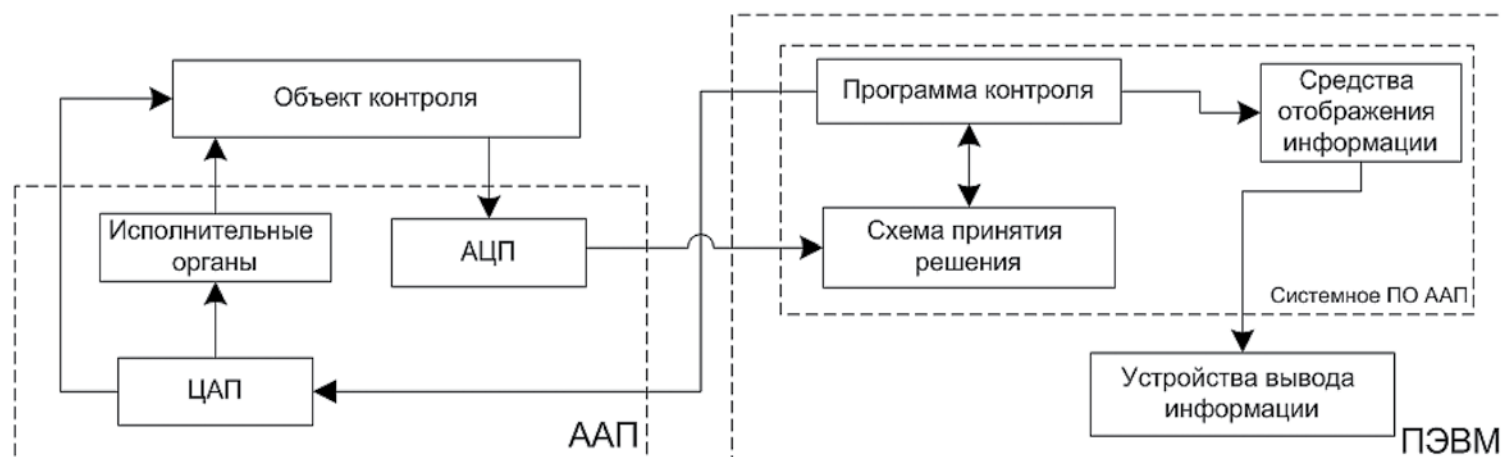 Объект контроля
Программа контроля
Средства
отображения
информации
Исполнительные
органы
АЦП
Схема принятия
решения
Системное ПО ААП
ЦАП
Устройства вывода
информации
ААП
ПЭВМ